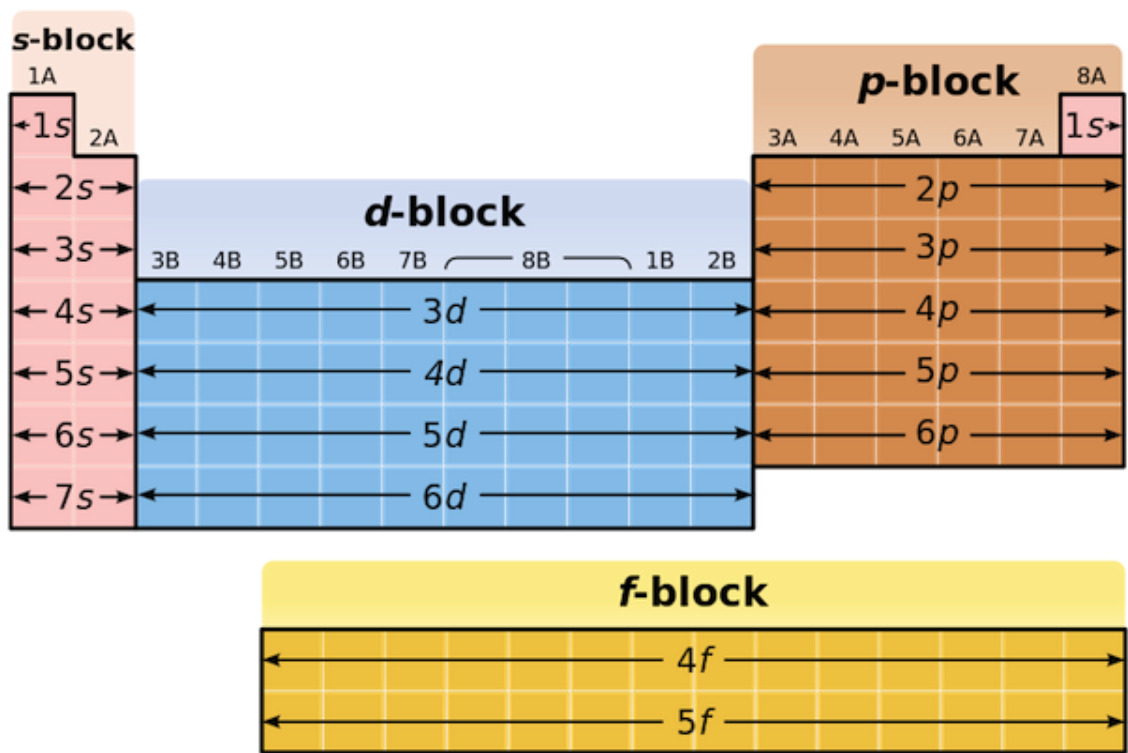 s-block
1A
p-block
8A
1s
2A
3A 4A 5A 6A 7A
1s
2s
2p
d-block
3s
3B 4B 5B 6B 7B 8B 1B 2B
3p
4s
3d
4p
5s
4d
5p
6s
5d
6p
7s
6d
f-block
4f
5f